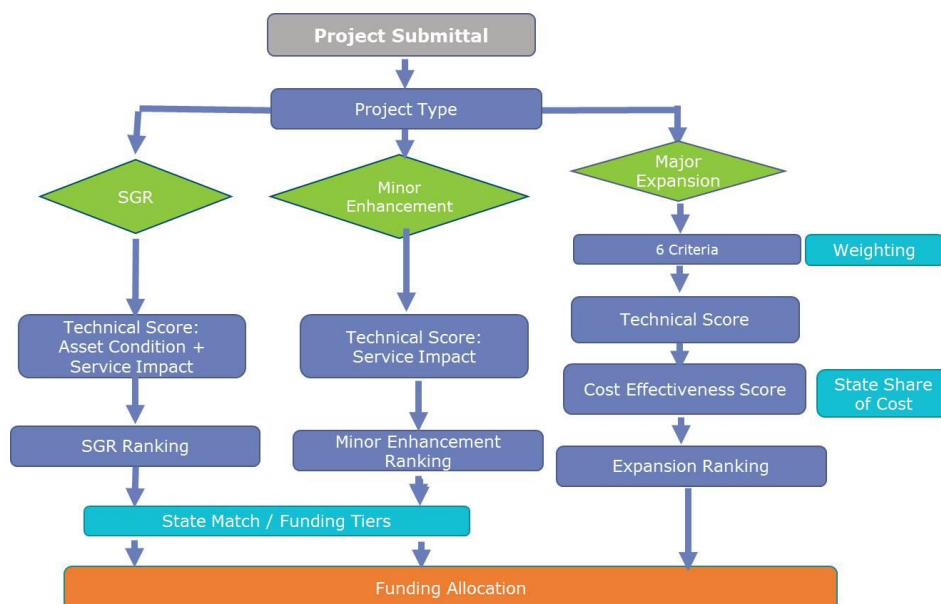 Project Submittal
Project Type
SGR
Minor
Enhancement
Major
Expansion
6 Criteria
Weighting
Technical Score:
Asset Condition +
Service Impact
Technical Score:
Service Impact
Technical Score
Cost Effectiveness Score
State Share
of Cost
SGR Ranking
Minor Enhancement
Ranking
Expansion Ranking
State Match / Funding Tiers
Funding Allocation